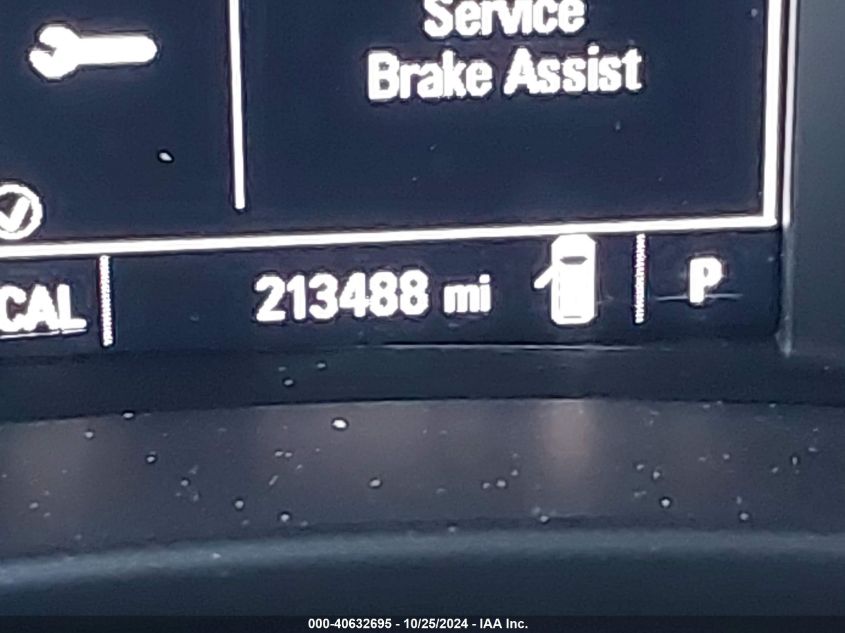 Service
Brake Assist
CAL
213488 mi
P
000-40632695 - 10/25/2024 - IAA Inc.